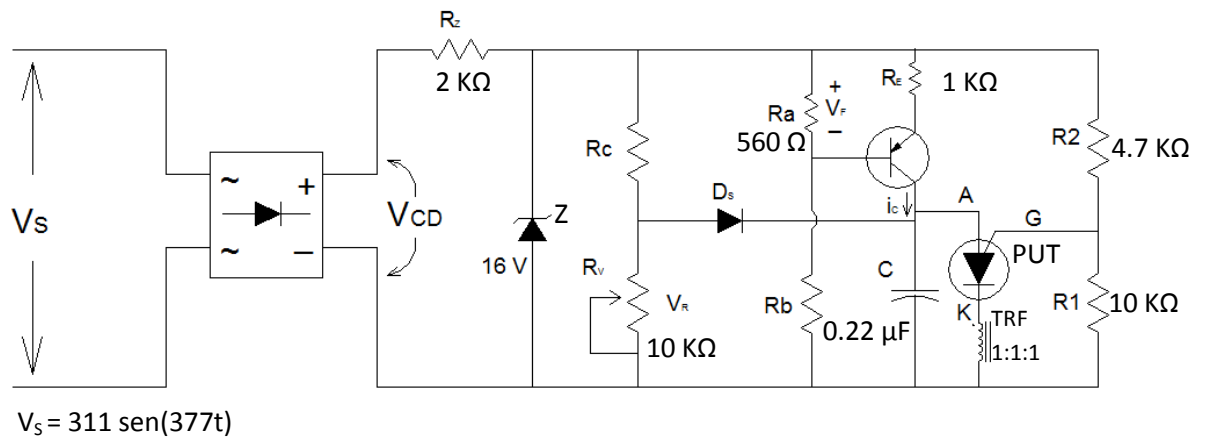 Rz
2 KΩ
Vs
~
+
~
–
VCD
Z
16 V
Rc
Rv
VR
10 KΩ
Ds
Ra
560 Ω
+
VF
–
Rb
RE
1 KΩ
ic
C
0.22 µF
A
G
PUT
K
TRF
1:1:1
R2
4.7 KΩ
R1
10 KΩ
Vs = 311 sen(377t)